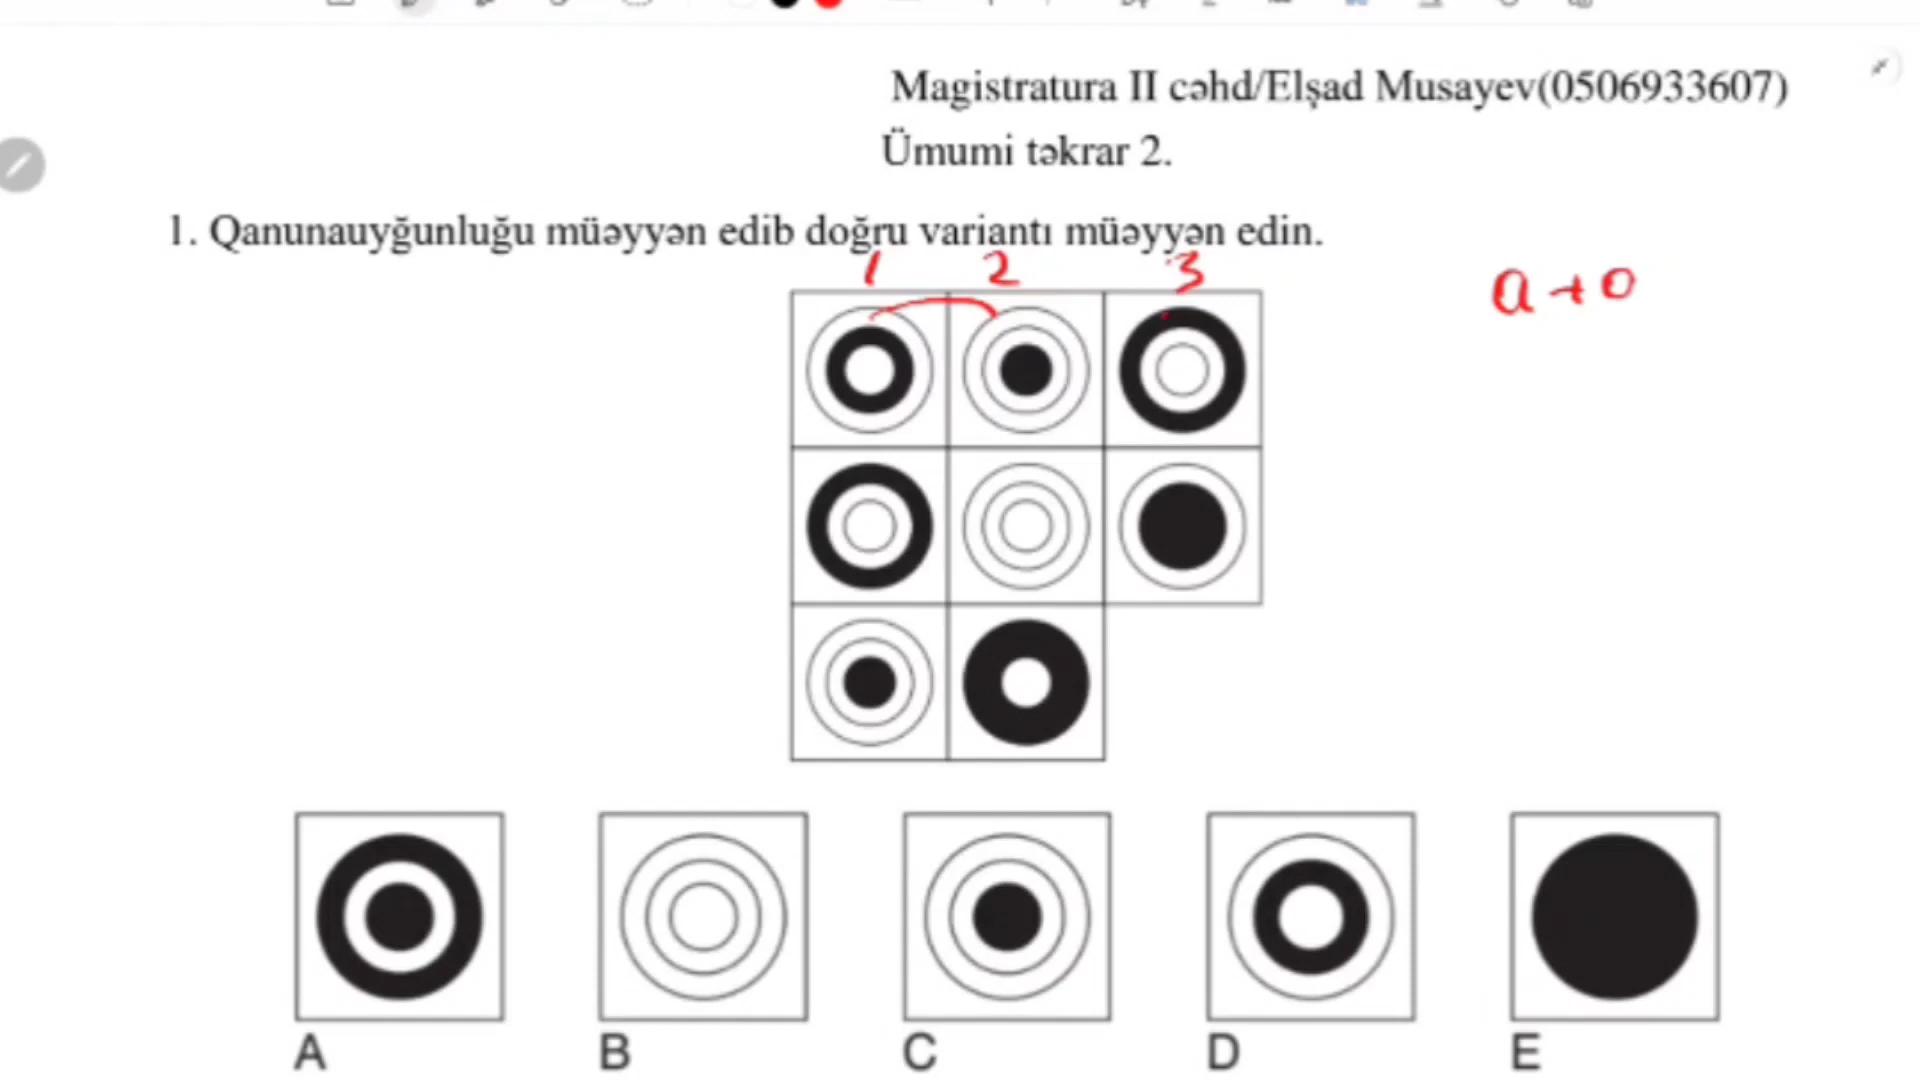 Magistratura II cəhd/Elşad Musayev(0506933607)
Ümumi təkrar 2.
1. Qanunauyğunluğu müəyyən edib doğru variantı müəyyən edin.
1 2 3
a → 0
A B C D E